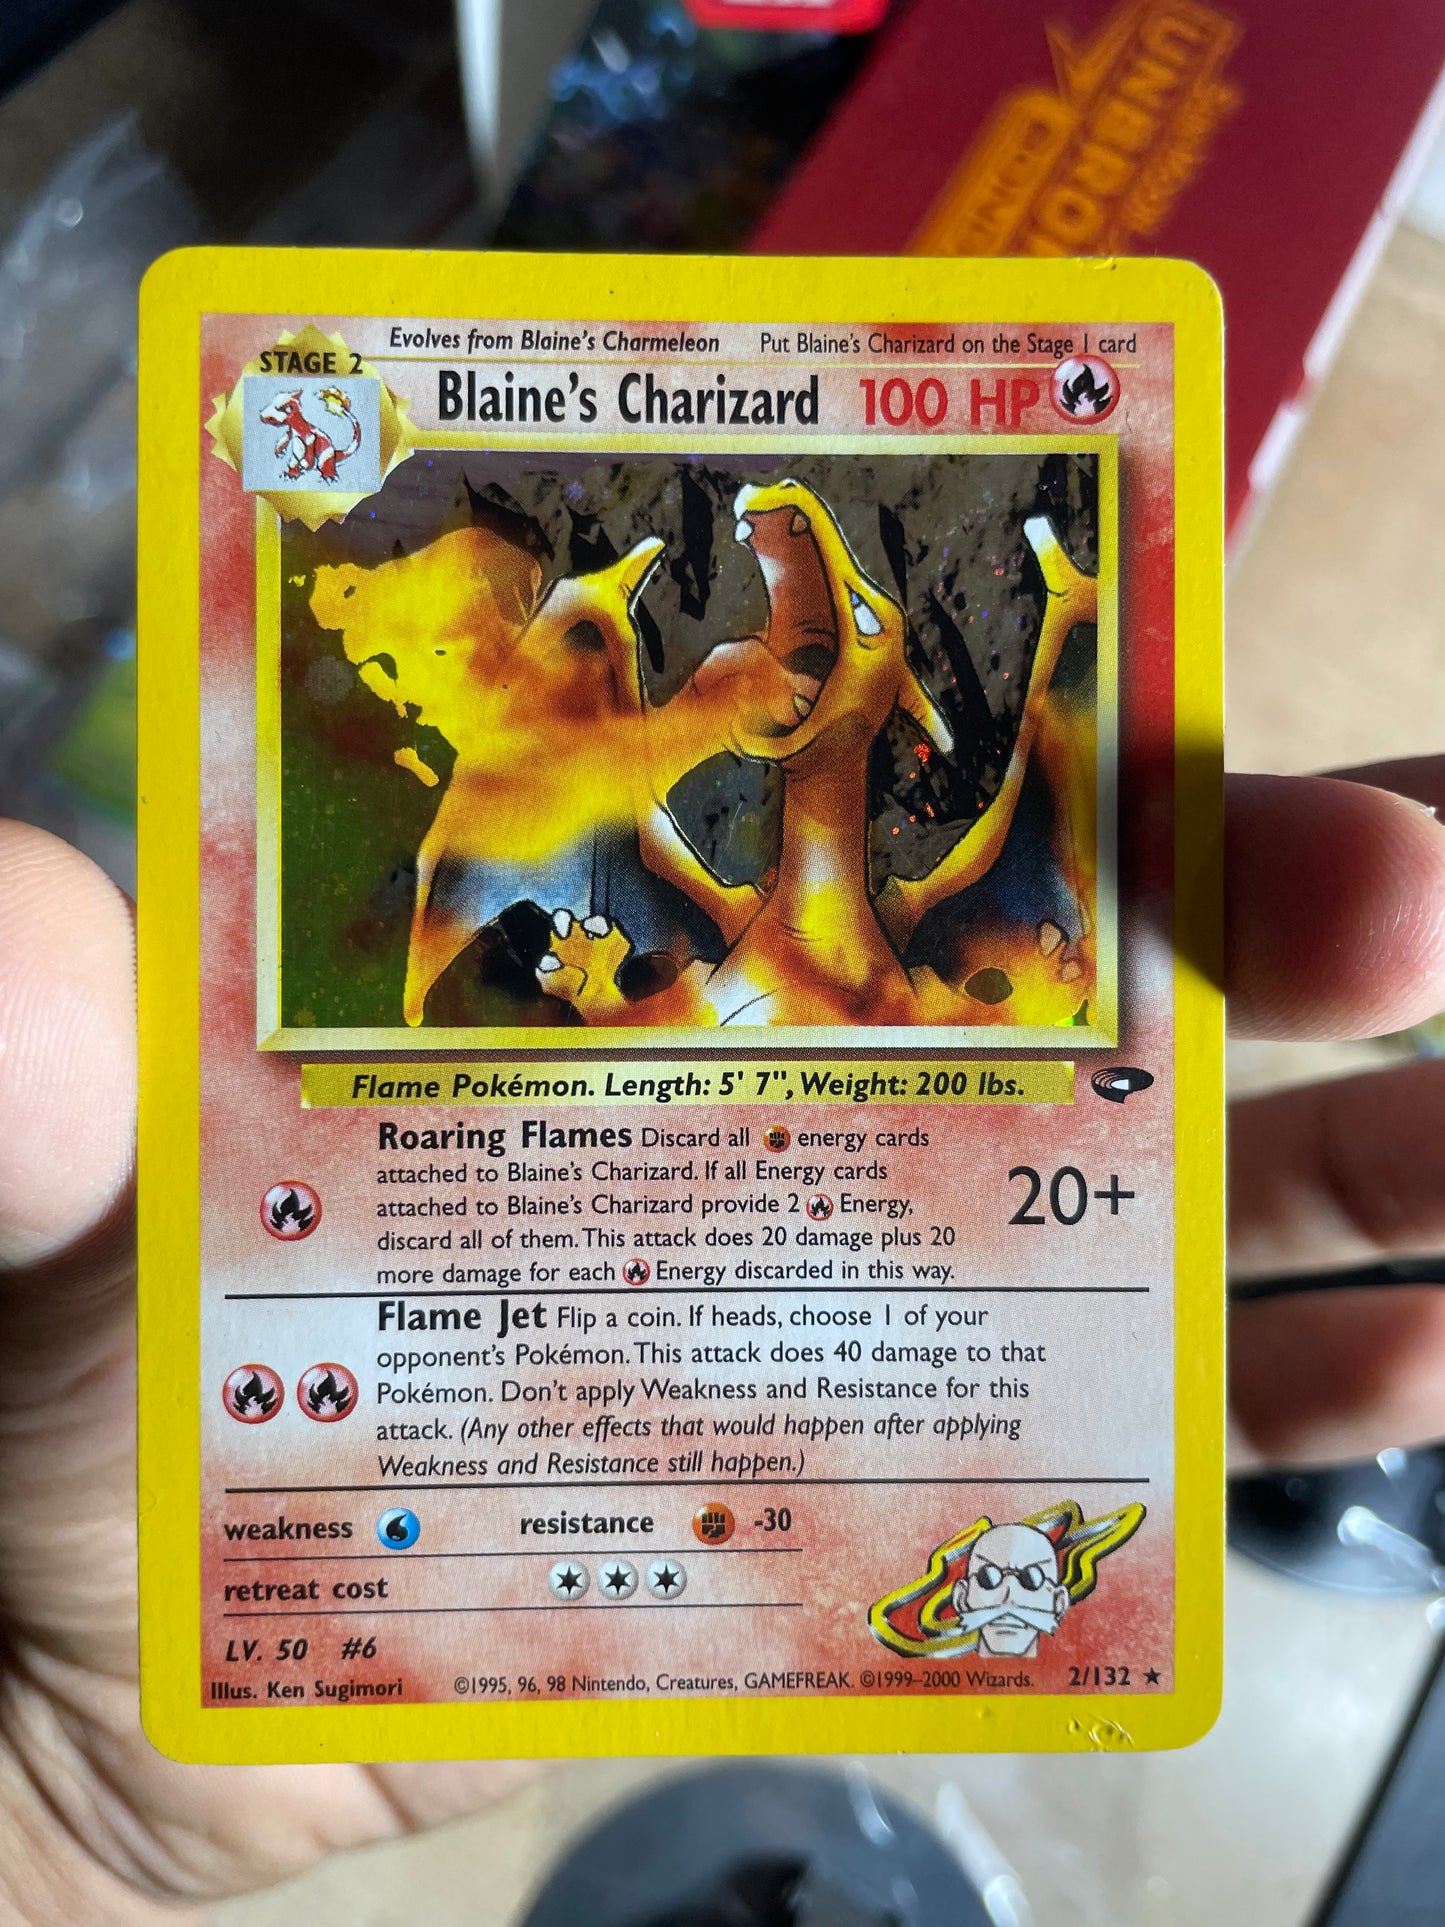 UNBRO
Evolves from Blaine's Charmeleon
Put Blaine's Charizard on the Stage 1 card
STAGE 2
Blaine's Charizard 100 HP
Flame Pokémon. Length: 5' 7", Weight: 200 lbs.
Roaring Flames Discard all energy cards
attached to Blaine's Charizard. If all Energy cards
attached to Blaine's Charizard provide 2 Energy,
discard all of them. This attack does 20 damage plus 20
more damage for each Energy discarded in this way.
20+
Flame Jet Flip a coin. If heads, choose 1 of your
opponent's Pokémon. This attack does 40 damage to that
Pokémon. Don't apply Weakness and Resistance for this
attack. (Any other effects that would happen after applying
Weakness and Resistance still happen.)
weakness resistance -30
retreat cost
LV. 50 #6
Illus. Ken Sugimori ©1995, 96, 98 Nintendo, Creatures, GAMEFREAK. ©1999–2000 Wizards. 2/132 ★